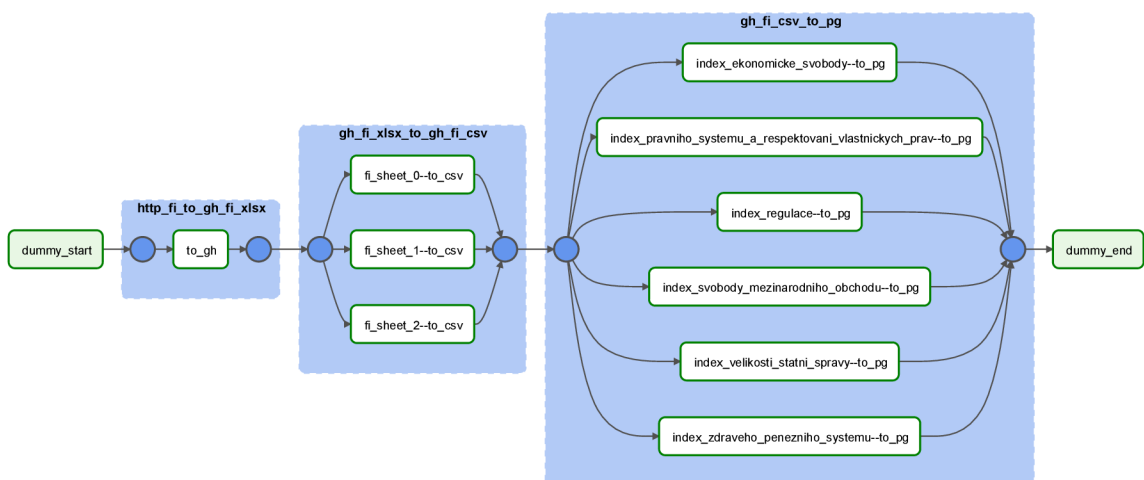 gh_fi_csv_to_pg
index_ekonomicke_svobody--to_pg
gh_fi_xlsx_to_gh_fi_csv
index_pravniho_systemu_a_respektovani_vlastnickych_prav--to_pg
fi_sheet_0--to_csv
http_fi_to_gh_fi_xlsx
index_regulace--to_pg
dummy_start
to_gh
fi_sheet_1--to_csv
dummy_end
index_svobody_mezinarodniho_obchodu--to_pg
fi_sheet_2--to_csv
index_velikosti_statni_spravy--to_pg
index_zdraveho_penezniho_systemu--to_pg